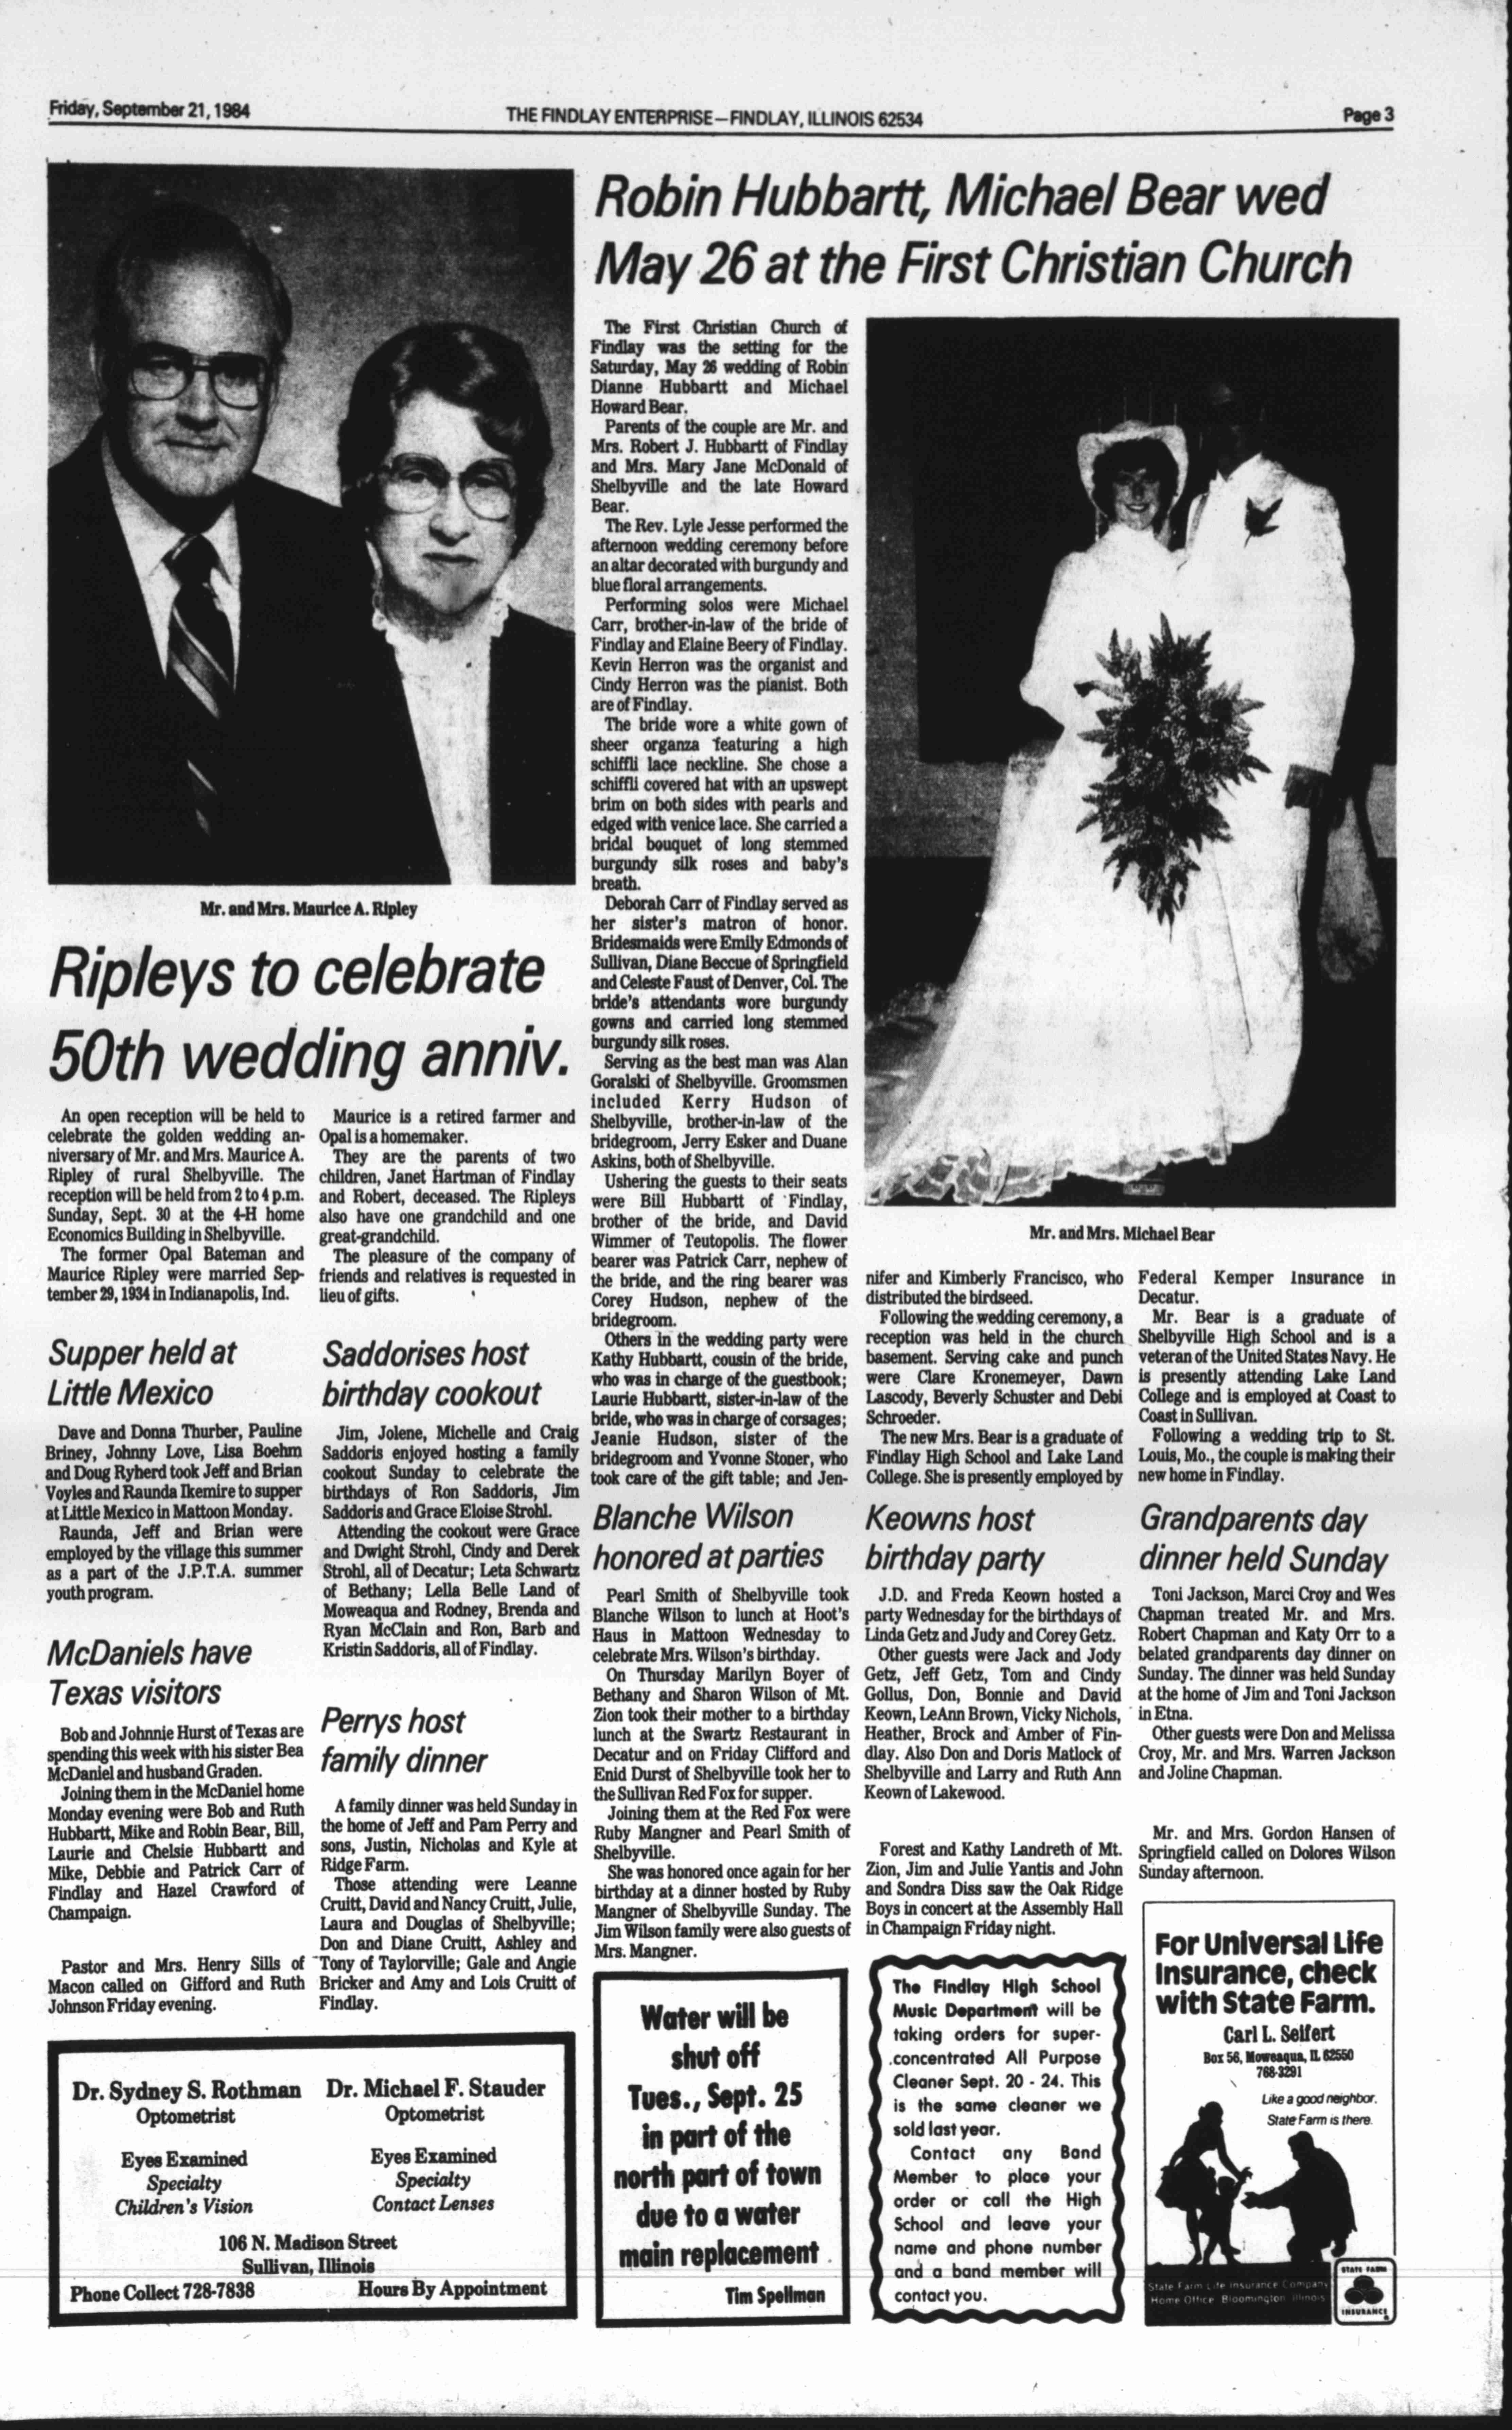 Friday, September 21, 1984
THE FINDLAY ENTERPRISE—FINDLAY, ILLINOIS 62534
Page 3
Mr. and Mrs. Maurice A. Ripley
Ripleys to celebrate
50th wedding anniv.
An open reception will be held to
celebrate the golden wedding an-
niversary of Mr. and Mrs. Maurice A.
Ripley of rural Shelbyville. The
reception will be held from 2 to 4 p.m.
Sunday, Sept. 30 at the 4-H home
Economics Building in Shelbyville.
The former Opal Bateman and
Maurice Ripley were married Sep-
tember 29, 1934 in Indianapolis, Ind.
Maurice is a retired farmer and
Opal is a homemaker.
They are the parents of two
children, Janet Hartman of Findlay
and Robert, deceased. The Ripleys
also have one grandchild and one
great-grandchild.
The pleasure of the company of
friends and relatives is requested in
lieu of gifts.
Supper held at
Little Mexico
Dave and Donna Thurber, Pauline
Briney, Johnny Love, Lisa Boehm
and Doug Ryherd took Jeff and Brian
Voyles and Raunda Ikemire to supper
at Little Mexico in Mattoon Monday.
Raunda, Jeff and Brian were
employed by the village this summer
as a part of the J.P.T.A. summer
youth program.
McDaniels have
Texas visitors
Bob and Johnnie Hurst of Texas are
spending this week with his sister Bea
McDaniel and husband Graden.
Joining them in the McDaniel home
Monday evening were Bob and Ruth
Hubbartt, Mike and Robin Bear, Bill,
Laurie and Chelsie Hubbartt and
Mike, Debbie and Patrick Carr of
Findlay and Hazel Crawford of
Champaign.
Pastor and Mrs. Henry Sills of
Macon called on Gifford and Ruth
Johnson Friday evening.
Saddorises host
birthday cookout
Jim, Jolene, Michelle and Craig
Saddoris enjoyed hosting a family
cookout Sunday to celebrate the
birthdays of Ron Saddoris, Jim
Saddoris and Grace Eloise Strohl.
Attending the cookout were Grace
and Dwight Strohl, Cindy and Derek
Strohl, all of Decatur; Leta Schwartz
of Bethany; Lella Belle Land of
Moweaqua and Rodney, Brenda and
Ryan McClain and Ron, Barb and
Kristin Saddoris, all of Findlay.
Perrys host
family dinner
A family dinner was held Sunday in
the home of Jeff and Pam Perry and
sons, Justin, Nicholas and Kyle at
Ridge Farm.
Those attending were Leanne
Cruitt, David and Nancy Cruitt, Julie,
Laura and Douglas of Shelbyville;
Don and Diane Cruitt, Ashley and
Tony of Taylorville; Gale and Angie
Bricker and Amy and Lois Cruitt of
Findlay.
Dr. Sydney S. Rothman
Optometrist
Eyes Examined
Specialty
Children's Vision
Dr. Michael F. Stauder
Optometrist
Eyes Examined
Specialty
Contact Lenses
106 N. Madison Street
Sullivan, Illinois
Phone Collect 728-7838
Hours By Appointment
Robin Hubbartt, Michael Bear wed
May 26 at the First Christian Church
The First Christian Church of
Findlay was the setting for the
Saturday, May 26 wedding of Robin
Dianne Hubbartt and Michael
Howard Bear.
Parents of the couple are Mr. and
Mrs. Robert J. Hubbartt of Findlay
and Mrs. Mary Jane McDonald of
Shelbyville and the late Howard
Bear.
The Rev. Lyle Jesse performed the
afternoon wedding ceremony before
an altar decorated with burgundy and
blue floral arrangements.
Performing solos were Michael
Carr, brother-in-law of the bride of
Findlay and Elaine Beery of Findlay.
Kevin Herron was the organist and
Cindy Herron was the pianist. Both
are of Findlay.
The bride wore a white gown of
sheer organza featuring a high
schiffli lace neckline. She chose a
schiffli covered hat with an upswept
brim on both sides with pearls and
edged with venice lace. She carried a
bridal bouquet of long stemmed
burgundy silk roses and baby's
breath.
Deborah Carr of Findlay served as
her sister's matron of honor.
Bridesmaids were Emily Edmonds of
Sullivan, Diane Beccue of Springfield
and Celeste Faust of Denver, Col. The
bride's attendants wore burgundy
gowns and carried long stemmed
burgundy silk roses.
Serving as the best man was Alan
Goralski of Shelbyville. Groomsmen
included Kerry Hudson of
Shelbyville, brother-in-law of the
bridegroom, Jerry Esker and Duane
Askins, both of Shelbyville.
Ushering the guests to their seats
were Bill Hubbartt of Findlay,
brother of the bride, and David
Wimmer of Teutopolis. The flower
bearer was Patrick Carr, nephew of
the bride, and the ring bearer was
Corey Hudson, nephew of the
bridegroom.
Others in the wedding party were
Kathy Hubbartt, cousin of the bride,
who was in charge of the guestbook;
Laurie Hubbartt, sister-in-law of the
bride, who was in charge of corsages;
Jeanie Hudson, sister of the
bridegroom and Yvonne Stoner, who
took care of the gift table; and Jen-
Mr. and Mrs. Michael Bear
nifer and Kimberly Francisco, who
distributed the birdseed.
Following the wedding ceremony, a
reception was held in the church
basement. Serving cake and punch
were Clare Kronemeyer, Dawn
Lascody, Beverly Schuster and Debi
Schroeder.
The new Mrs. Bear is a graduate of
Findlay High School and Lake Land
College. She is presently employed by
Federal Kemper Insurance in
Decatur.
Mr. Bear is a graduate of
Shelbyville High School and is a
veteran of the United States Navy. He
is presently attending Lake Land
College and is employed at Coast to
Coast in Sullivan.
Following a wedding trip to St.
Louis, Mo., the couple is making their
new home in Findlay.
Blanche Wilson
honored at parties
Pearl Smith of Shelbyville took
Blanche Wilson to lunch at Hoot's
Haus in Mattoon Wednesday to
celebrate Mrs. Wilson's birthday.
On Thursday Marilyn Boyer of
Bethany and Sharon Wilson of Mt.
Zion took their mother to a birthday
lunch at the Swartz Restaurant in
Decatur and on Friday Clifford and
Enid Durst of Shelbyville took her to
the Sullivan Red Fox for supper.
Joining them at the Red Fox were
Ruby Mangner and Pearl Smith of
Shelbyville.
She was honored once again for her
birthday at a dinner hosted by Ruby
Mangner of Shelbyville Sunday. The
Jim Wilson family were also guests of
Mrs. Mangner.
Water will be
shut off
Tues., Sept. 25
in part of the
north part of town
due to a water
main replacement
Tim Spellman
Keowns host
birthday party
J.D. and Freda Keown hosted a
party Wednesday for the birthdays of
Linda Getz and Judy and Corey Getz.
Other guests were Jack and Jody
Getz, Jeff Getz, Tom and Cindy
Gollus, Don, Bonnie and David
Keown, LeAnn Brown, Vicky Nichols,
Heather, Brock and Amber of Fin-
dlay. Also Don and Doris Matlock of
Shelbyville and Larry and Ruth Ann
Keown of Lakewood.
Forest and Kathy Landreth of Mt.
Zion, Jim and Julie Yantis and John
and Sondra Diss saw the Oak Ridge
Boys in concert at the Assembly Hall
in Champaign Friday night.
The Findlay High School
Music Department will be
taking orders for super-
concentrated All Purpose
Cleaner Sept. 20 - 24. This
is the same cleaner we
sold last year.
Contact any Band
Member to place your
order or call the High
School and leave your
name and phone number
and a band member will
contact you.
Grandparents day
dinner held Sunday
Toni Jackson, Marci Croy and Wes
Chapman treated Mr. and Mrs.
Robert Chapman and Katy Orr to a
belated grandparents day dinner on
Sunday. The dinner was held Sunday
at the home of Jim and Toni Jackson
in Etna.
Other guests were Don and Melissa
Croy, Mr. and Mrs. Warren Jackson
and Joline Chapman.
Mr. and Mrs. Gordon Hansen of
Springfield called on Dolores Wilson
Sunday afternoon.
For Universal Life
Insurance, check
with State Farm.
Carl L. Seifert
Box 56, Moweaqua, IL 62550
768-3291
Like a good neighbor,
State Farm is there.
State Farm Life Insurance Company
Home Office Bloomington Illinois
STATE FARM
INSURANCE